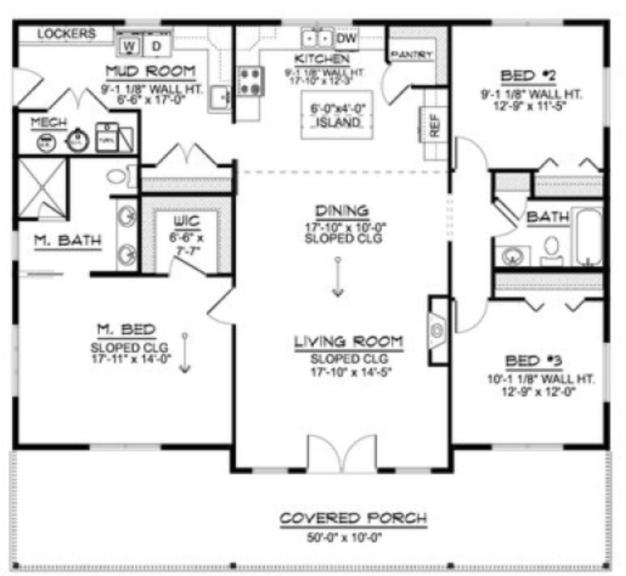 LOCKERS
W D
MUD ROOM
9'-1 1/8" WALL HT.
6'-6" x 17'-0"
MECH
DW
KITCHEN
9'-1 1/8" WALL HT.
17'-10" x 12'-3"
PANTRY
6'-0"x4'-0"
ISLAND
REF
BED #2
9'-1 1/8" WALL HT.
12'-9" x 11'-5"
M. BATH
WIC
6'-6" x
7'-7"
DINING
17'-10" x 10'-0"
SLOPED CLG
BATH
M. BED
SLOPED CLG
17'-11" x 14'-0"
LIVING ROOM
SLOPED CLG
17'-10" x 14'-5"
BED #3
10'-1 1/8" WALL HT.
12'-9" x 12'-0"
COVERED PORCH
50'-0" x 10'-0"